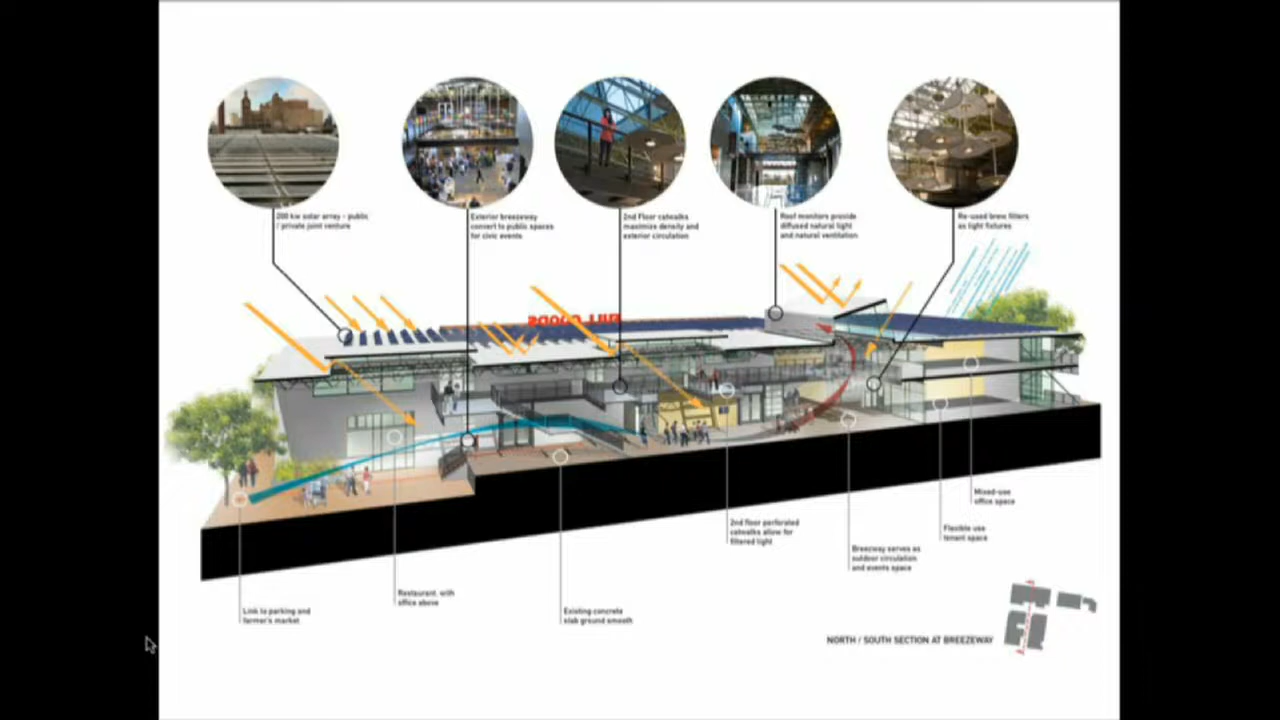 200 kw solar array - public
/ private joint venture
Exterior breezeway
convert to public spaces
for civic events
2nd Floor catwalks
maximize density and
exterior circulation
Roof monitors provide
diffused natural light
and natural ventilation
Re-used brew filters
as light fixtures
FULL GOODS
Mixed-use
office space
2nd floor perforated
catwalks allow for
filtered light
Flexible use
tenant space
Breezway serves as
outdoor circulation
and events space
Restaurant, with
office above
Link to parking and
farmer's market
Existing concrete
slab ground smooth
NORTH / SOUTH SECTION AT BREEZEWAY